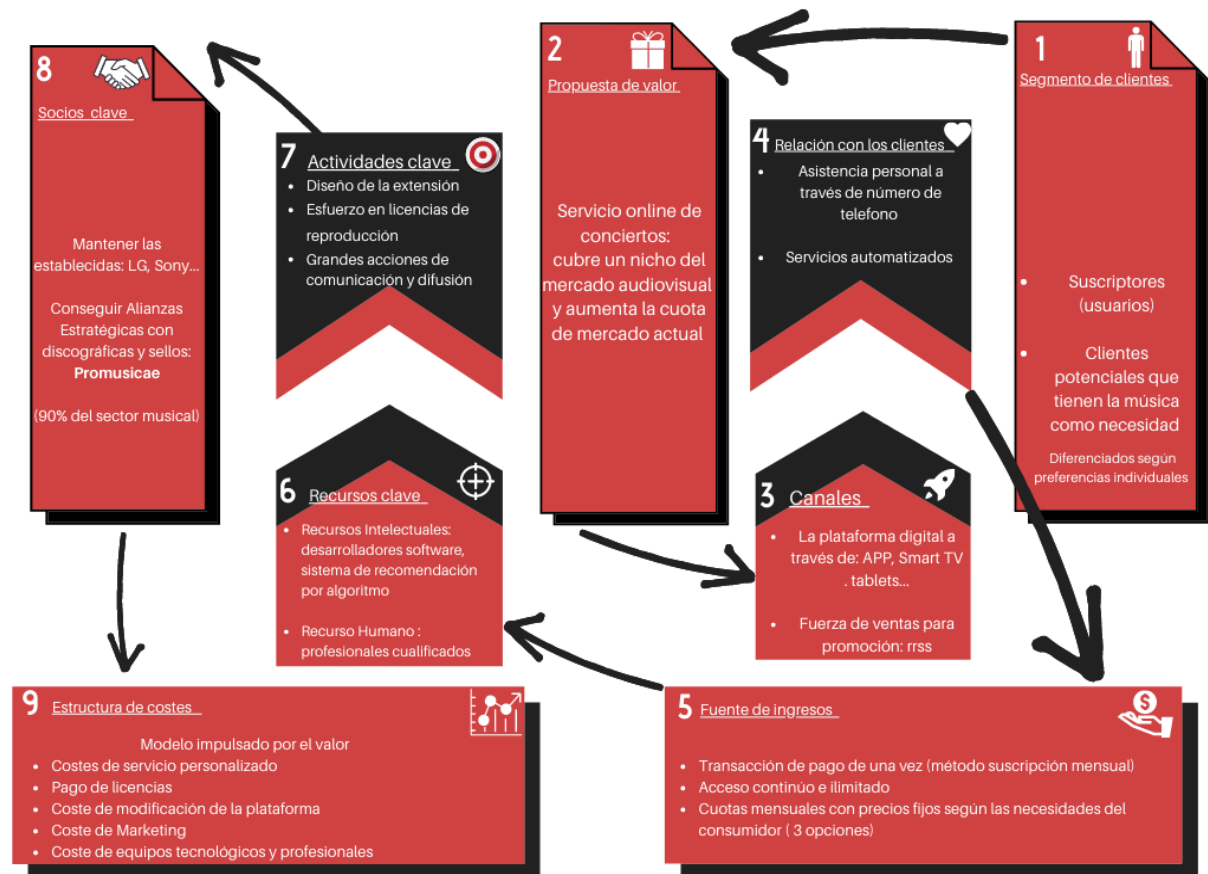 8
Socios clave
Mantener las
establecidas: LG, Sony...
Conseguir Alianzas
Estratégicas con
discográficas y sellos:
Promusicae
(90% del sector musical)
7 Actividades clave
• Diseño de la extensión
• Esfuerzo en licencias de
reproducción
• Grandes acciones de
comunicación y difusión
6 Recursos clave
• Recursos Intelectuales:
desarrolladores software,
sistema de recomendación
por algoritmo
• Recurso Humano :
profesionales cualificados
2
Propuesta de valor
Servicio online de
conciertos:
cubre un nicho del
mercado audiovisual
y aumenta la cuota
de mercado actual
4 Relación con los clientes
• Asistencia personal a
través de número de
telefono
• Servicios automatizados
3 Canales
• La plataforma digital a
través de: APP, Smart TV
. tablets...
• Fuerza de ventas para
promoción: rrss
1
Segmento de clientes
• Suscriptores
(usuarios)
• Clientes
potenciales que
tienen la música
como necesidad
Diferenciados según
preferencias individuales
9 Estructura de costes
Modelo impulsado por el valor
• Costes de servicio personalizado
• Pago de licencias
• Coste de modificación de la plataforma
• Coste de Marketing
• Coste de equipos tecnológicos y profesionales
5 Fuente de ingresos
$
• Transacción de pago de una vez (método suscripción mensual)
• Acceso continúo e ilimitado
• Cuotas mensuales con precios fijos según las necesidades del
consumidor ( 3 opciones)